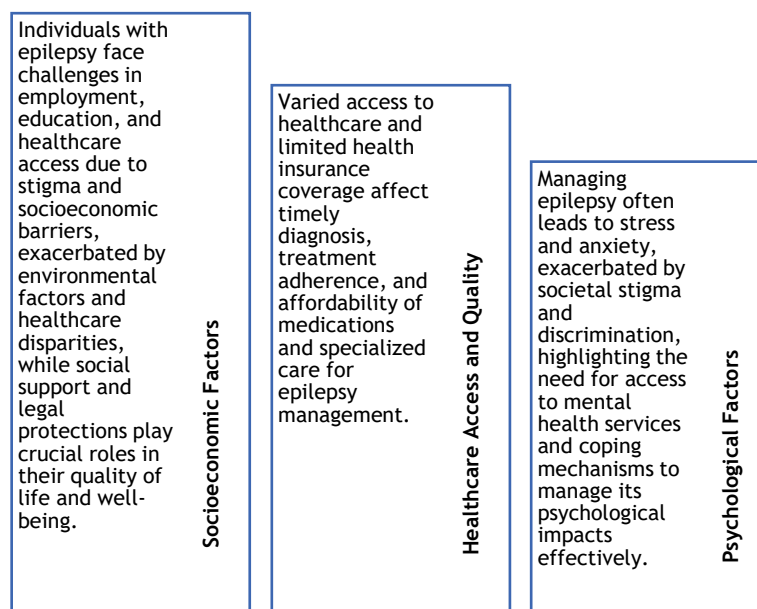 Individuals with
epilepsy face
challenges in
employment,
education, and
healthcare
access due to
stigma and
socioeconomic
barriers,
exacerbated by
environmental
factors and
healthcare
disparities,
while social
support and
legal
protections play
crucial roles in
their quality of
life and well-
being.
Socioeconomic Factors
Varied access to
healthcare and
limited health
insurance
coverage affect
timely
diagnosis,
treatment
adherence, and
affordability of
medications
and specialized
care for
epilepsy
management.
Healthcare Access and Quality
Managing
epilepsy often
leads to stress
and anxiety,
exacerbated by
societal stigma
and
discrimination,
highlighting the
need for access
to mental
health services
and coping
mechanisms to
manage its
psychological
impacts
effectively.
Psychological Factors